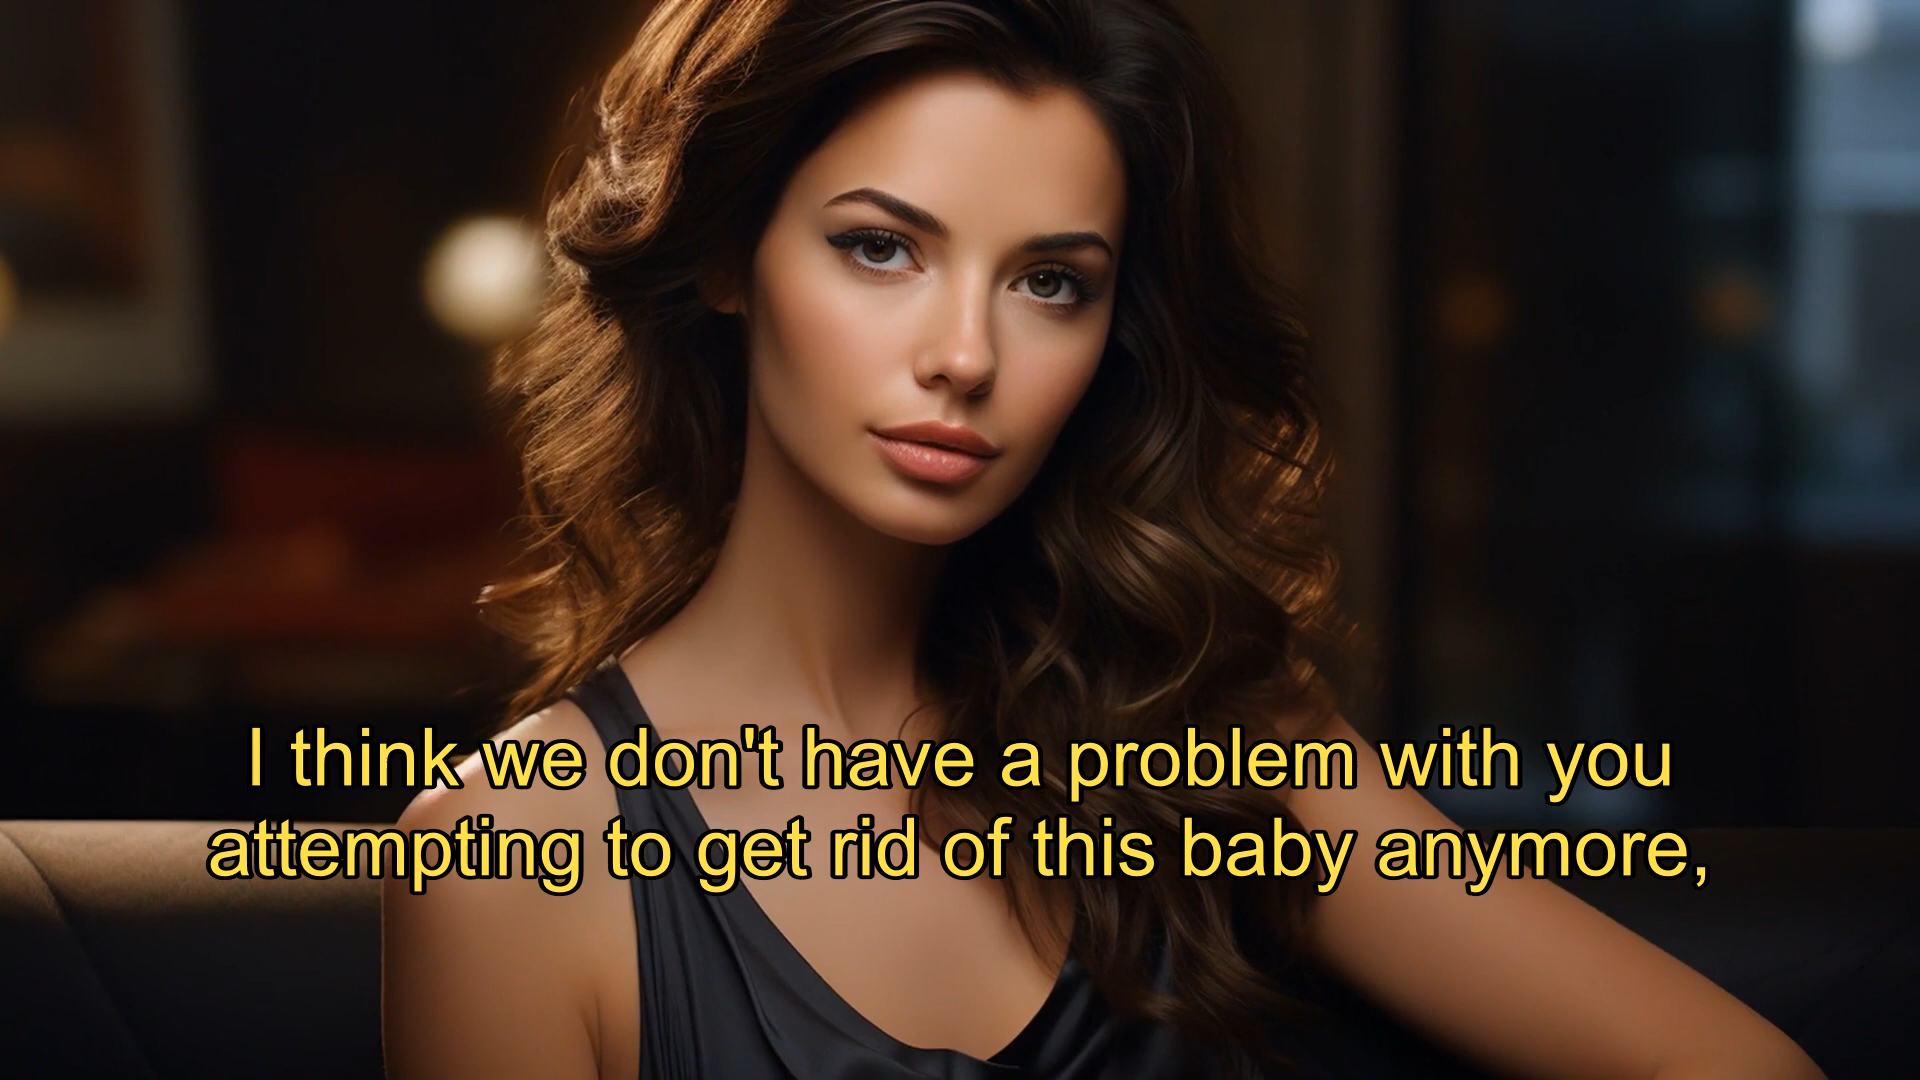 I think we don't have a problem with you
attempting to get rid of this baby anymore,